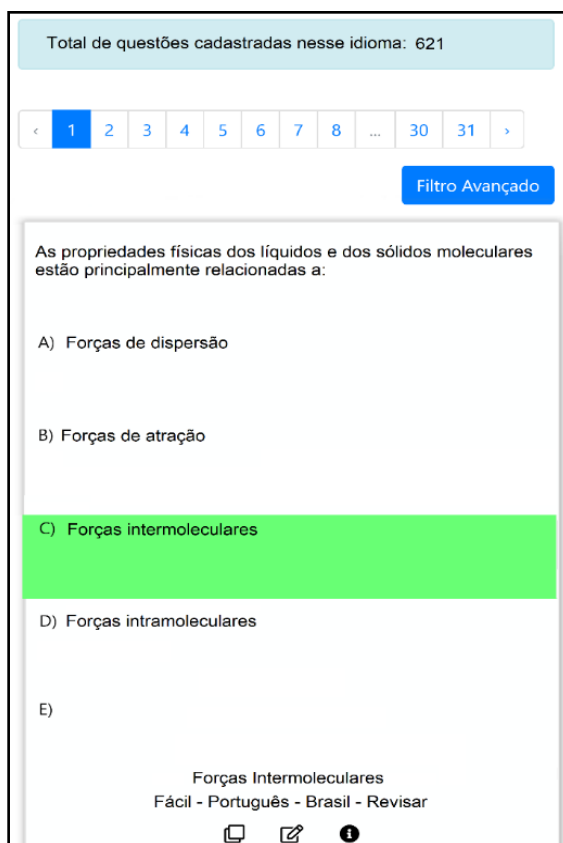 Total de questões cadastradas nesse idioma: 621
‹ 1 2 3 4 5 6 7 8 ... 30 31 ›
Filtro Avançado
As propriedades físicas dos líquidos e dos sólidos moleculares
estão principalmente relacionadas a:
A) Forças de dispersão
B) Forças de atração
C) Forças intermoleculares
D) Forças intramoleculares
E)
Forças Intermoleculares
Fácil - Português - Brasil - Revisar